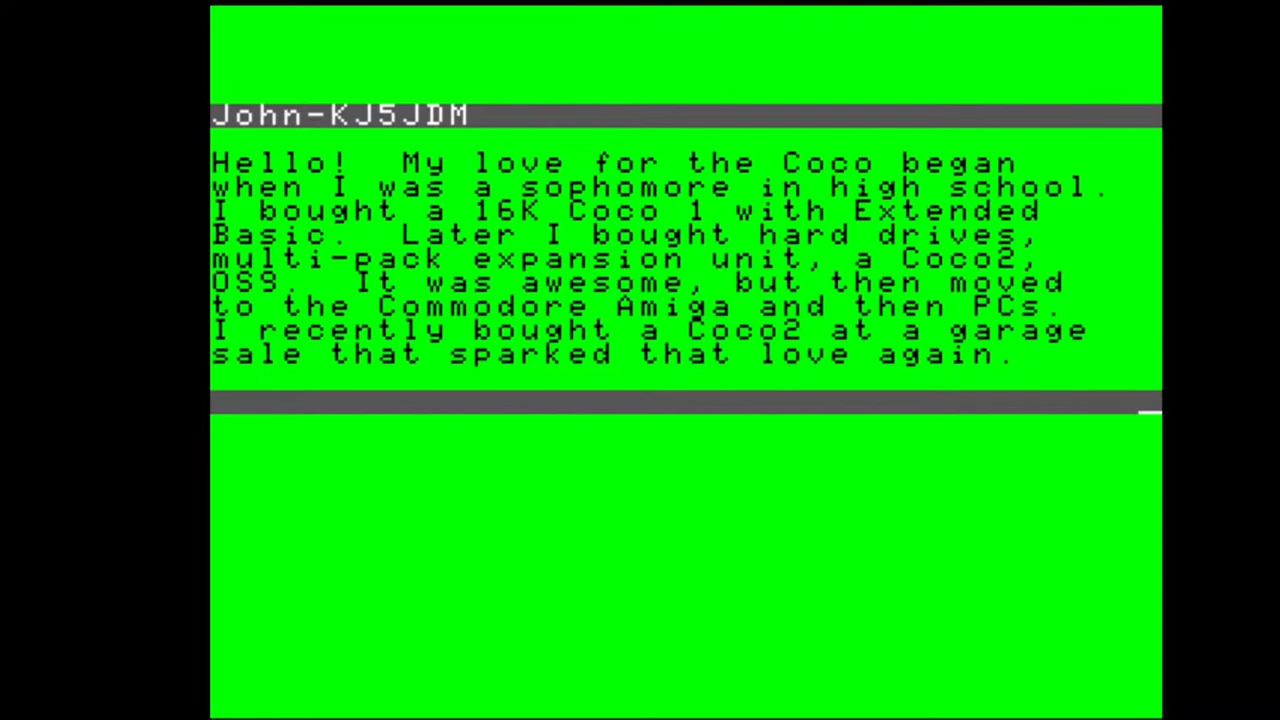 John-KJ5JDM
Hello!  My love for the Coco began
when I was a sophomore in high school.
I bought a 16K Coco 1 with Extended
Basic.  Later I bought hard drives,
multi-pack expansion unit, a Coco2,
OS9.  It was awesome, but then moved
to the Commodore Amiga and then PCs.
I recently bought a Coco2 at a garage
sale that sparked that love again.